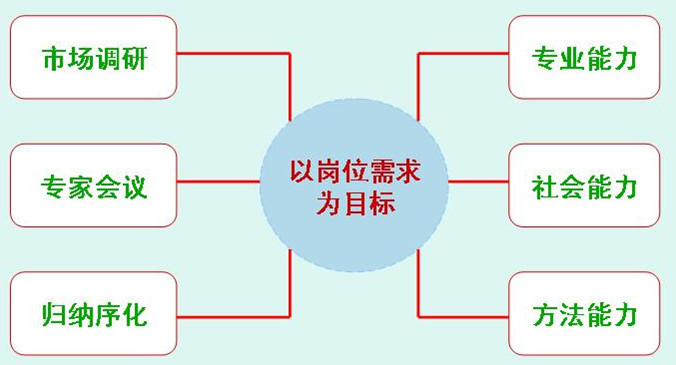 市场调研
专家会议
归纳序化
以岗位需求
为目标
专业能力
社会能力
方法能力